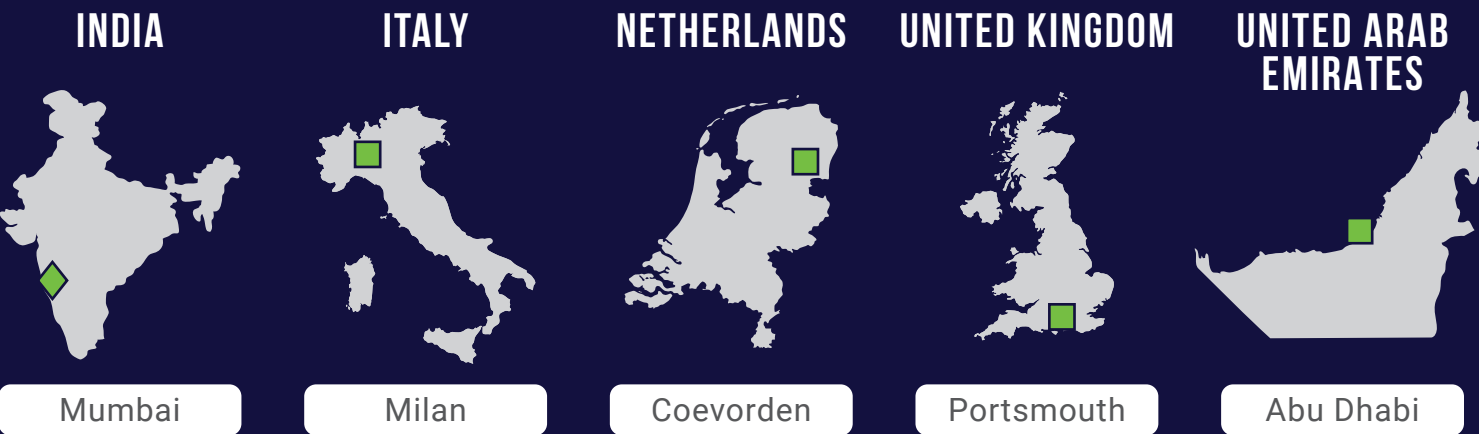 INDIA
ITALY
NETHERLANDS
UNITED KINGDOM
UNITED ARAB
EMIRATES
Mumbai
Milan
Coevorden
Portsmouth
Abu Dhabi